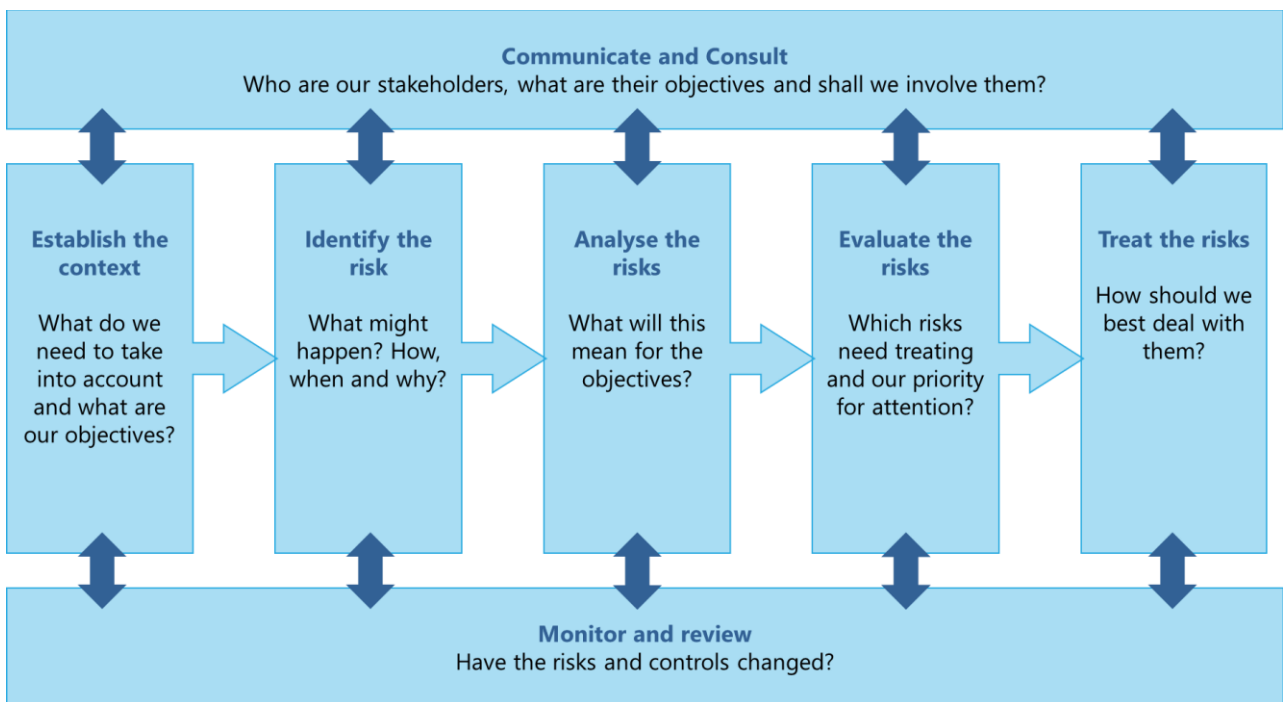 Communicate and Consult
Who are our stakeholders, what are their objectives and shall we involve them?
Establish the
context
What do we
need to take
into account
and what are
our objectives?
Identify the
risk
What might
happen? How,
when and why?
Analyse the
risks
What will this
mean for the
objectives?
Evaluate the
risks
Which risks
need treating
and our priority
for attention?
Treat the risks
How should we
best deal with
them?
Monitor and review
Have the risks and controls changed?